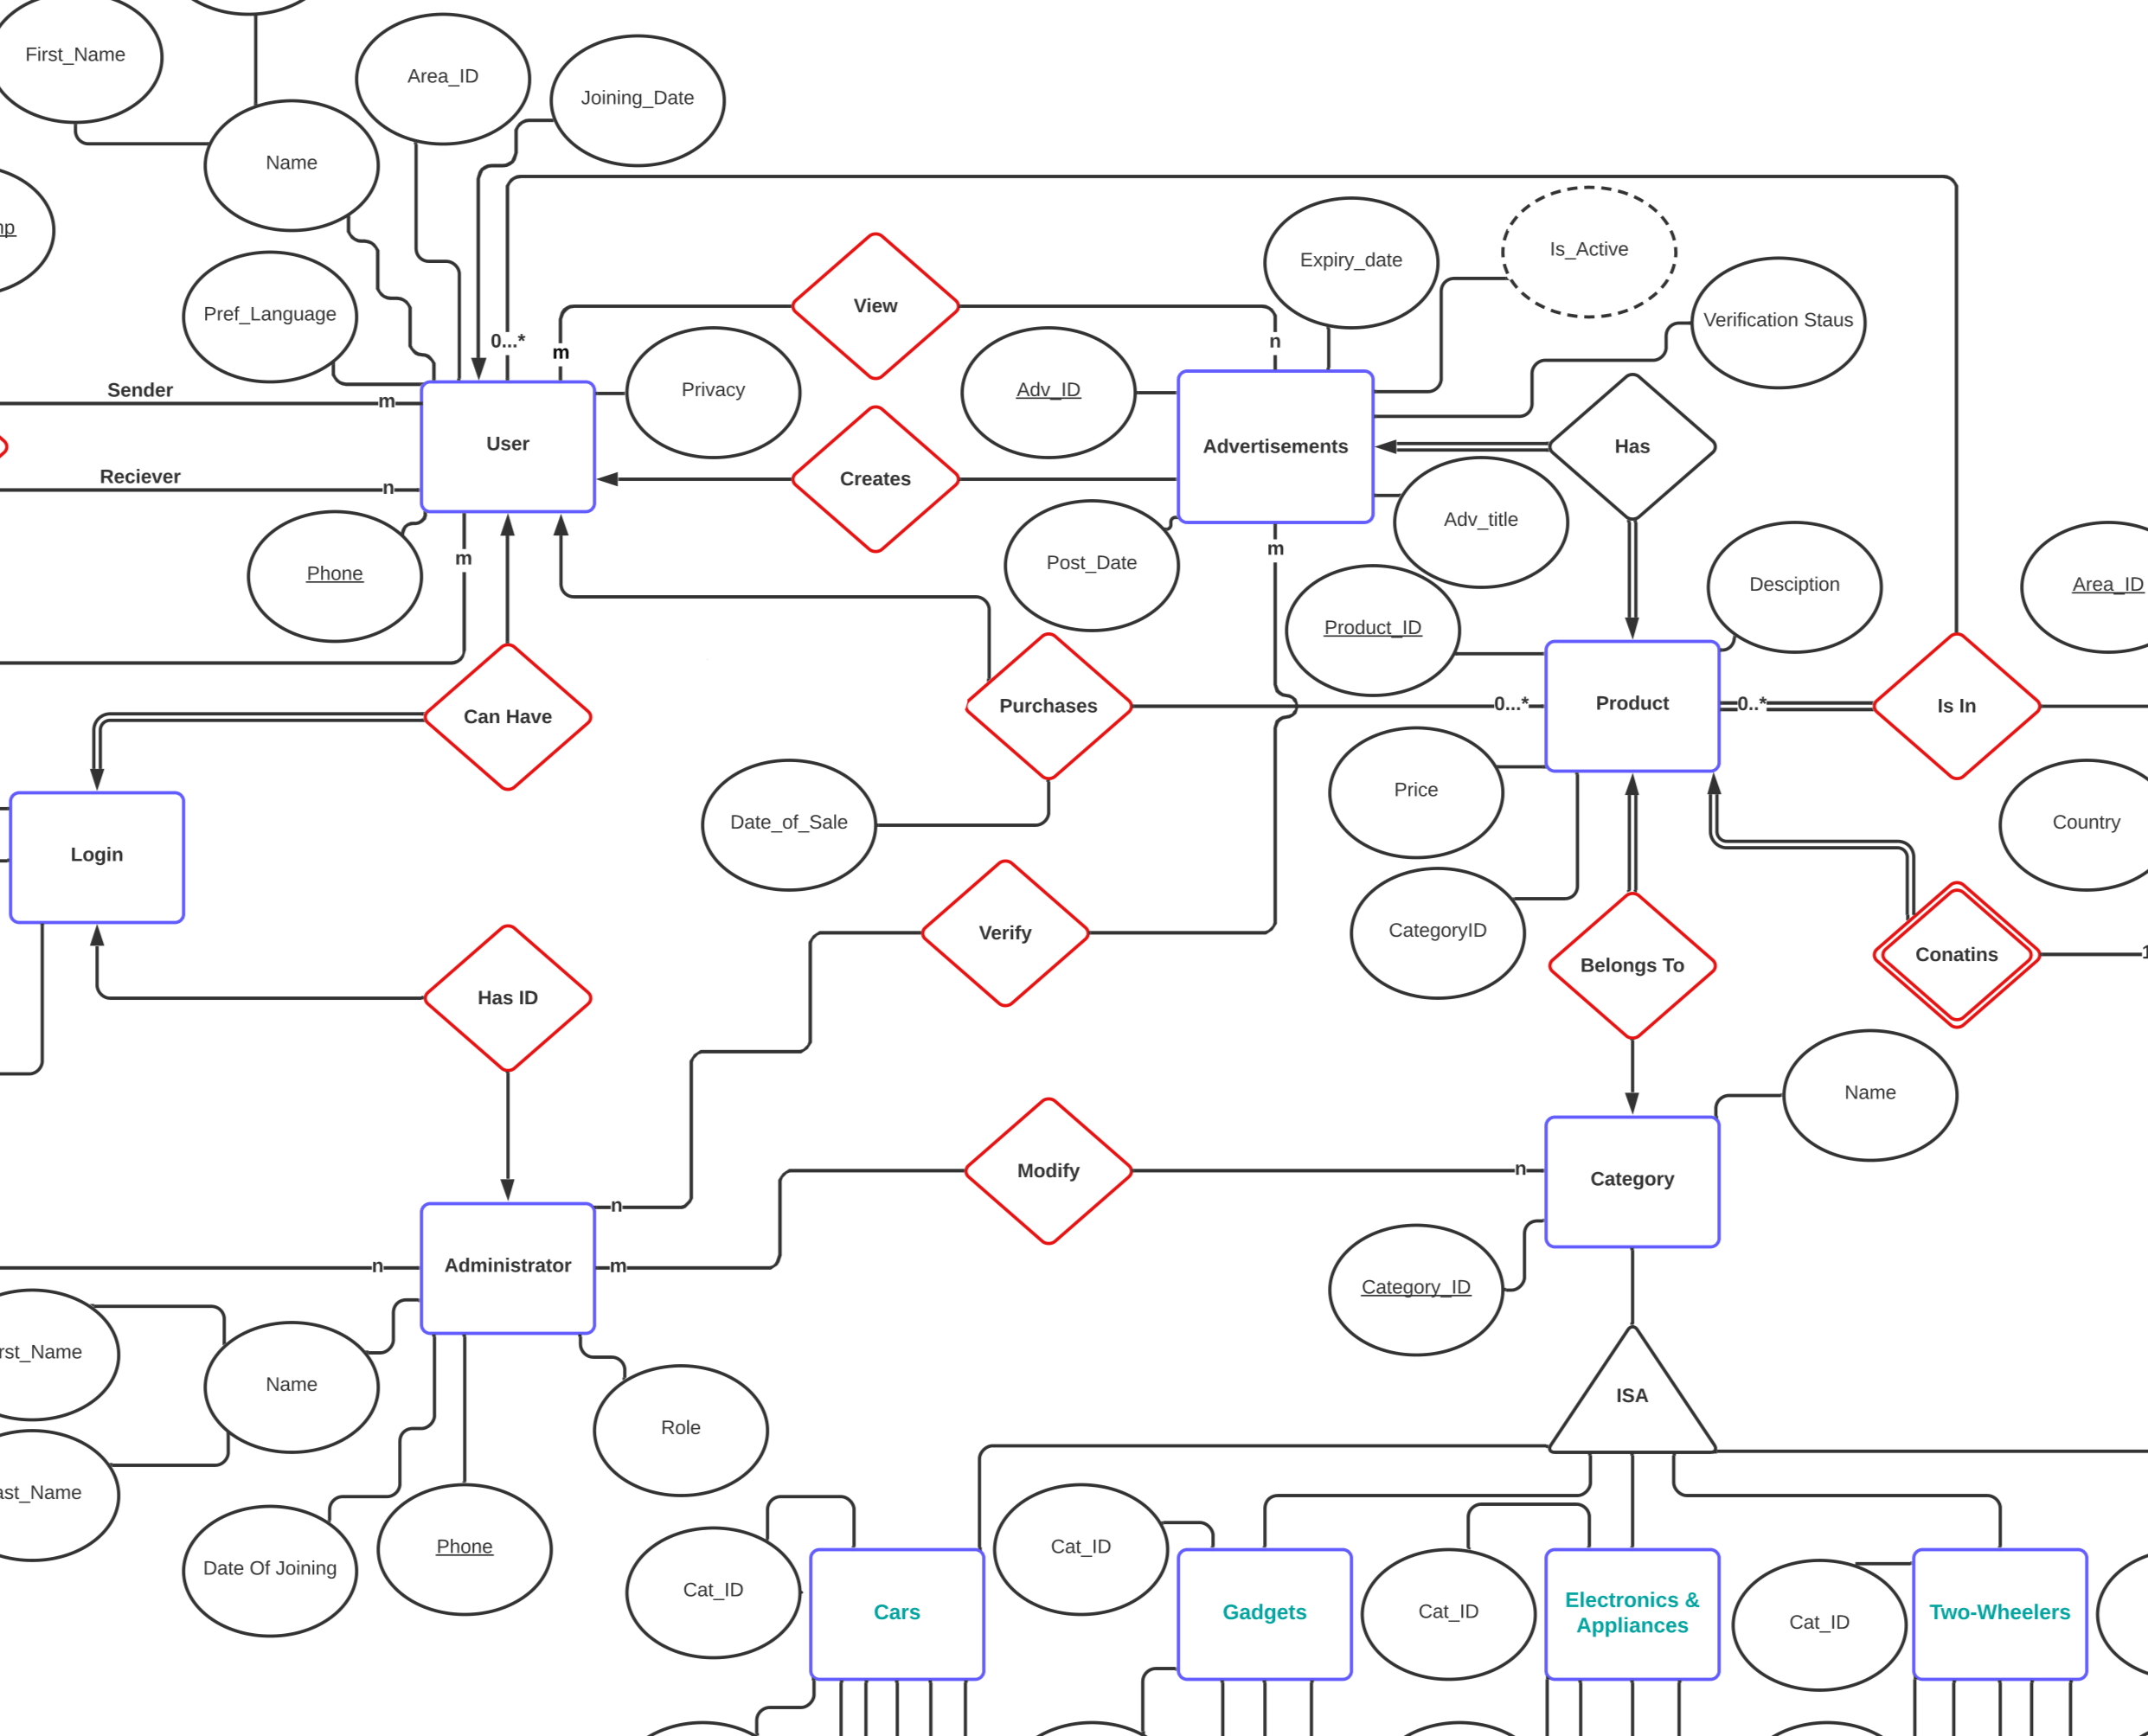 First_Name
Area_ID
Joining_Date
Name
np
Pref_Language
View
Expiry_date
Is_Active
Verification Staus
0...*
m
n
Privacy
Adv_ID
Sender
m
User
Advertisements
Has
Reciever
n
Creates
Adv_title
Phone
m
m
Post_Date
Desciption
Area_ID
Product_ID
Can Have
Purchases
0...*
Product
0..*
Is In
Price
Date_of_Sale
Country
Login
Verify
CategoryID
Belongs To
Conatins
1
Has ID
Name
Modify
n
Category
n
Administrator
n
m
Category_ID
rst_Name
Name
Role
ISA
ast_Name
Date Of Joining
Phone
Cat_ID
Cars
Cat_ID
Gadgets
Cat_ID
Electronics &
Appliances
Cat_ID
Two-Wheelers